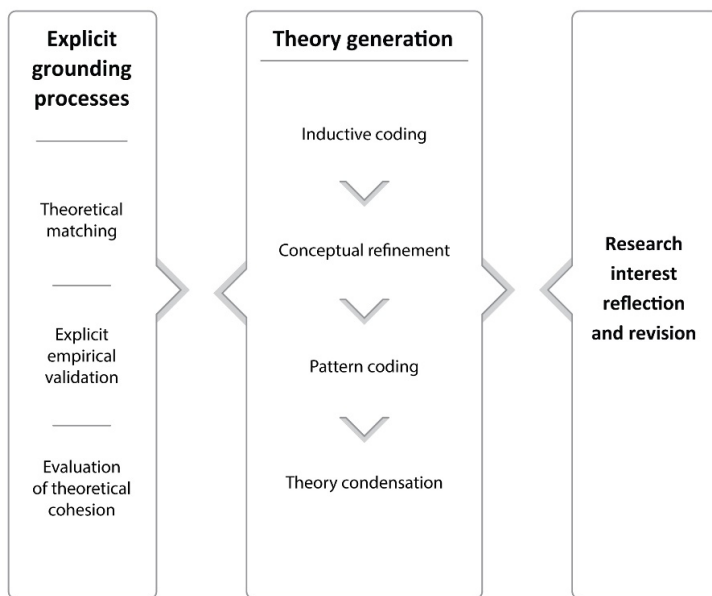 Explicit
grounding
processes
Theoretical
matching
Explicit
empirical
validation
Evaluation
of theoretical
cohesion
Theory generation
Inductive coding
Conceptual refinement
Pattern coding
Theory condensation
Research
interest
reflection
and revision